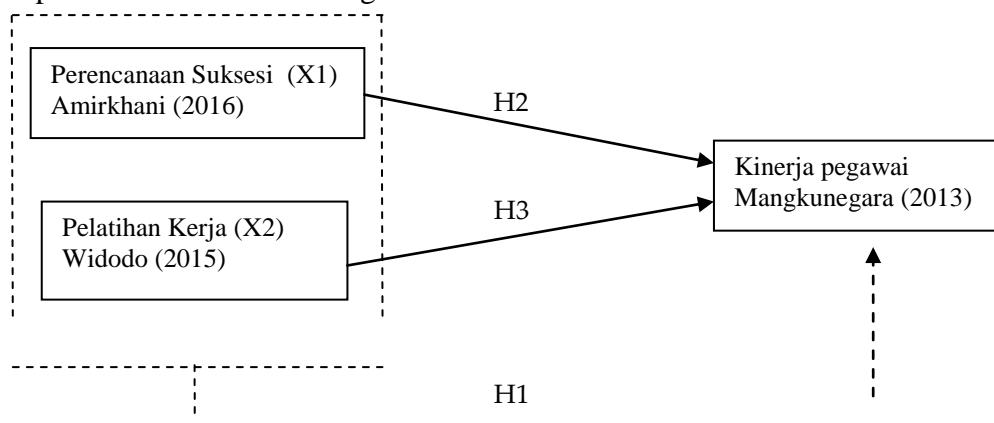 Perencanaan Suksesi (X1)
Amirkhani (2016)
H2
Kinerja pegawai
Mangkunegara (2013)
Pelatihan Kerja (X2)
Widodo (2015)
H3
H1